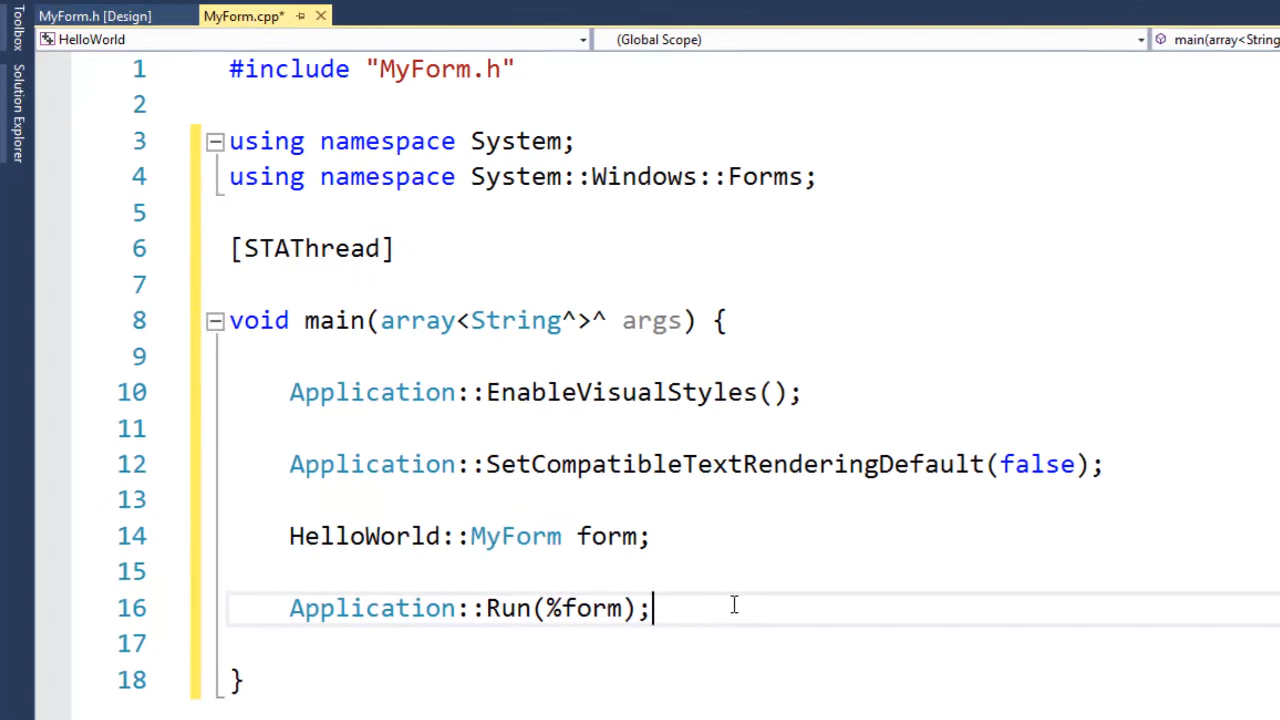 MyForm.h [Design]
MyForm.cpp*
HelloWorld
(Global Scope)
main(array<String
Toolbox
Solution Explorer
1 #include "MyForm.h"
2
3 using namespace System;
4 using namespace System::Windows::Forms;
5
6 [STAThread]
7
8 void main(array<String^>^ args) {
9
10 Application::EnableVisualStyles();
11
12 Application::SetCompatibleTextRenderingDefault(false);
13
14 HelloWorld::MyForm form;
15
16 Application::Run(%form);
17
18 }